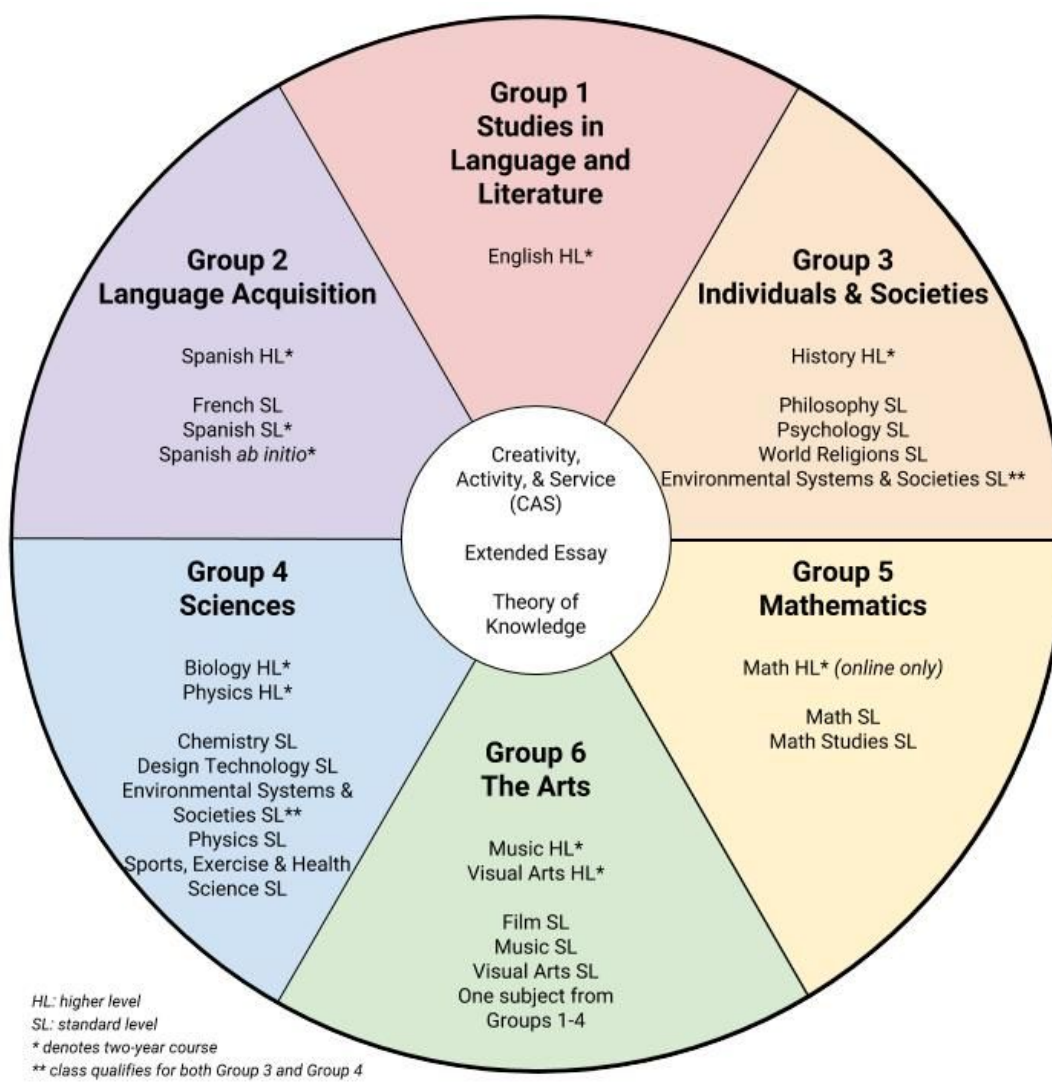 Group 1
Studies in
Language and
Literature
English HL*
Group 2
Language Acquisition
Spanish HL*
French SL
Spanish SL*
Spanish ab initio*
Group 3
Individuals & Societies
History HL*
Philosophy SL
Psychology SL
World Religions SL
Environmental Systems & Societies SL**
Creativity,
Activity, & Service
(CAS)
Extended Essay
Theory of
Knowledge
Group 4
Sciences
Biology HL*
Physics HL*
Chemistry SL
Design Technology SL
Environmental Systems &
Societies SL**
Physics SL
Sports, Exercise & Health
Science SL
Group 5
Mathematics
Math HL* (online only)
Math SL
Math Studies SL
Group 6
The Arts
Music HL*
Visual Arts HL*
Film SL
Music SL
Visual Arts SL
One subject from
Groups 1-4
HL: higher level
SL: standard level
* denotes two-year course
** class qualifies for both Group 3 and Group 4